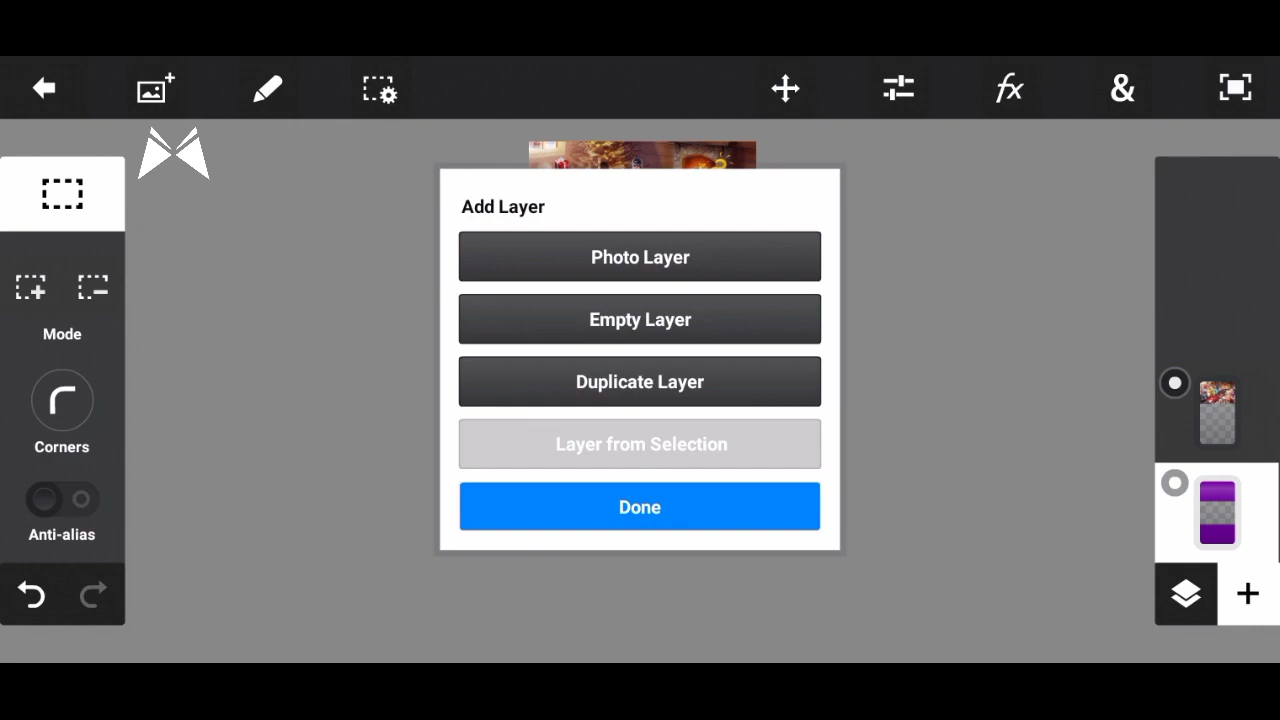 fx
&
Add Layer
Photo Layer
Empty Layer
Duplicate Layer
Layer from Selection
Done
Mode
Corners
Anti-alias